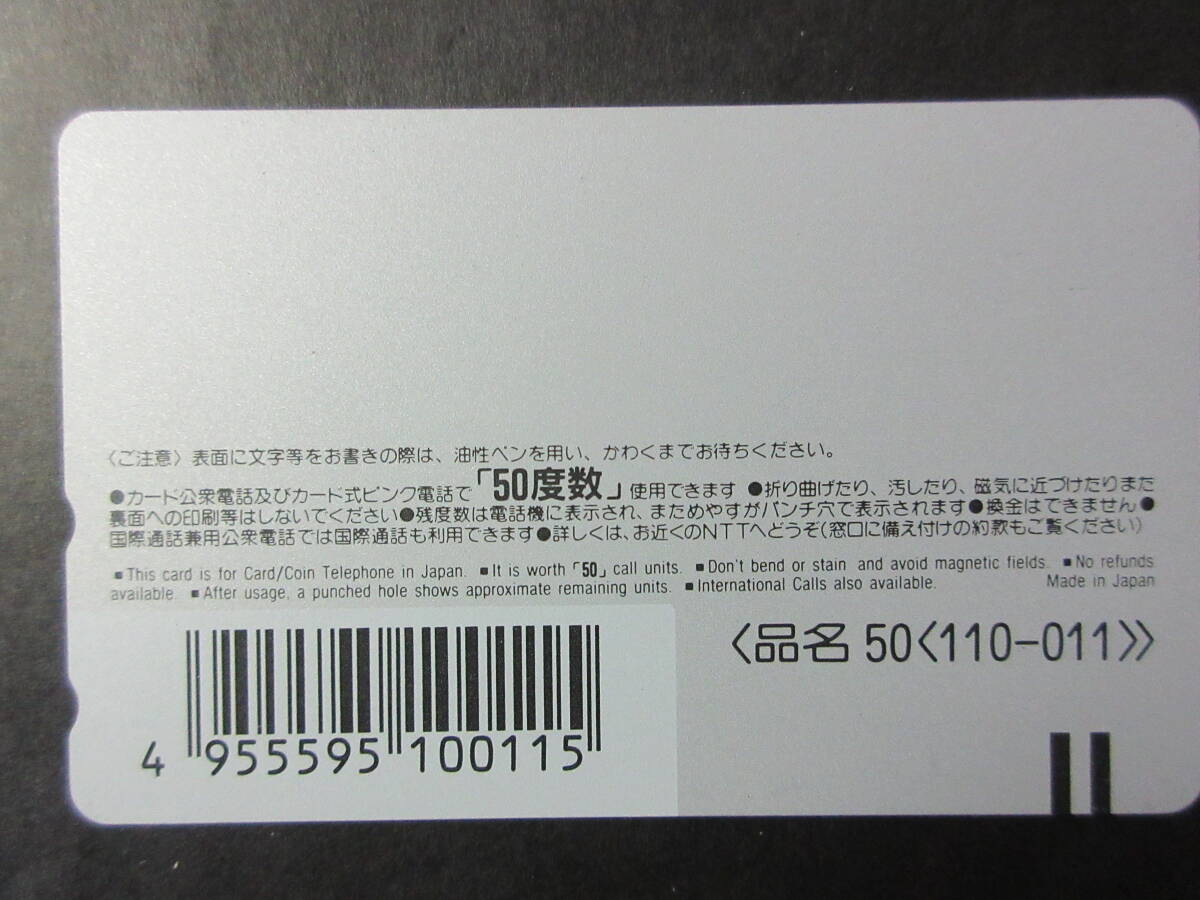 〈ご注意〉表面に文字等をお書きの際は、油性ペンを用い、かわくまでお待ちください。
●カード公衆電話及びカード式ピンク電話で「50度数」使用できます ●折り曲げたり、汚したり、磁気に近づけたりまた
裏面への印刷等はしないでください●残度数は電話機に表示され、まためやすがパンチ穴で表示されます●換金はできません●
国際通話兼用公衆電話では国際通話も利用できます●詳しくは、お近くのNTTへどうぞ(窓口に備え付けの約款もご覧ください)
■This card is for Card/Coin Telephone in Japan. ■It is worth「50」call units. ■Don't bend or stain and avoid magnetic fields. ■No refunds
available. ■After usage, a punched hole shows approximate remaining units. ■International Calls also available. Made in Japan
〈品名 50〈110-011〉〉
4 955595 100115